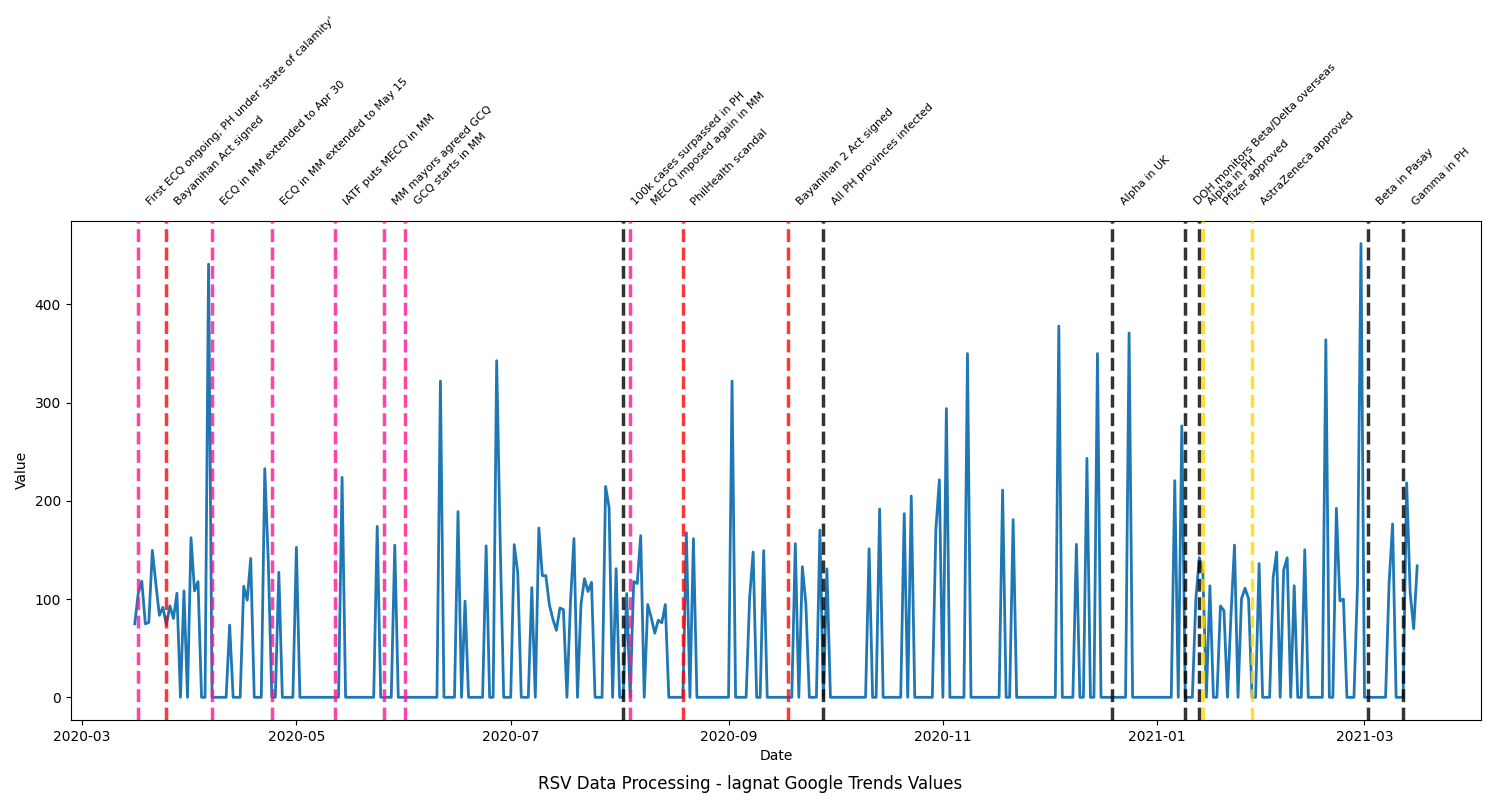 First ECQ ongoing; PH under 'state of calamity'
Bayanihan Act signed
ECQ in MM extended to Apr 30
ECQ in MM extended to May 15
IATF puts MECQ in MM
MM mayors agreed GCQ
GCQ starts in MM
100k cases surpassed in PH
MECQ imposed again in MM
PhilHealth scandal
Bayanihan 2 Act signed
All PH provinces infected
Alpha in UK
DOH monitors Beta/Delta overseas
Alpha in PH
Pfizer approved
AstraZeneca approved
Beta in Pasay
Gamma in PH
Value
400
300
200
100
0
2020-03
2020-05
2020-07
2020-09
2020-11
2021-01
2021-03
Date
RSV Data Processing - lagnat Google Trends Values